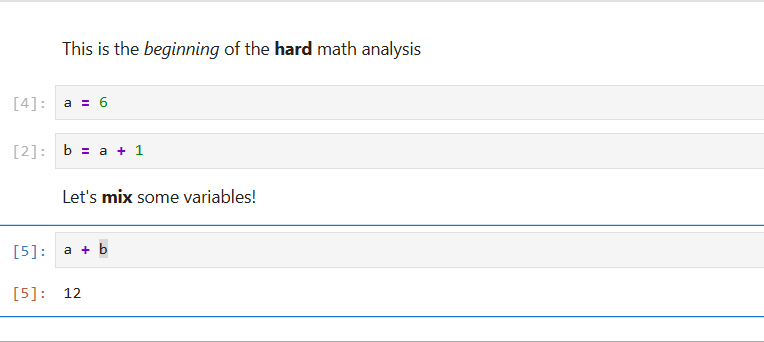 This is the beginning of the hard math analysis
[4]: a = 6
[2]: b = a + 1
Let's mix some variables!
[5]: a + b
[5]: 12